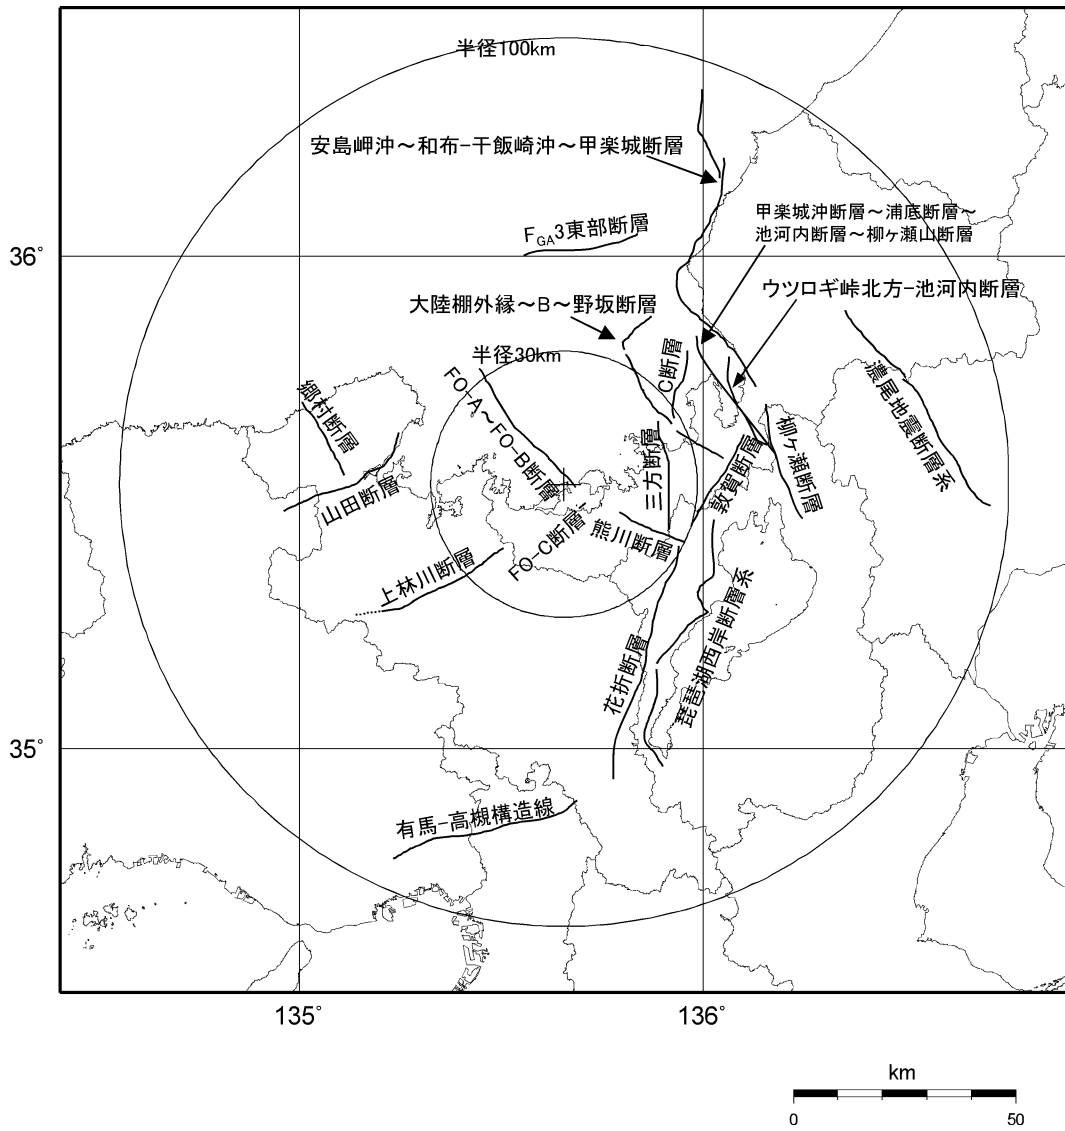 半径100km
安島岬沖～和布−干飯崎沖～甲楽城断層
甲楽城沖断層～浦底断層～
池河内断層～柳ヶ瀬山断層
FGA3東部断層
36°
ウツロギ峠北方−池河内断層
大陸棚外縁～B～野坂断層
半径30km
C断層
FO-A～FO-B断層
郷村断層
濃尾地震断層系
柳ヶ瀬断層
三方断層
敦賀断層
山田断層
熊川断層
FO-C断層
上林川断層
花折断層
琵琶湖西岸断層系
35°
有馬−高槻構造線
135°
136°
km
0
50